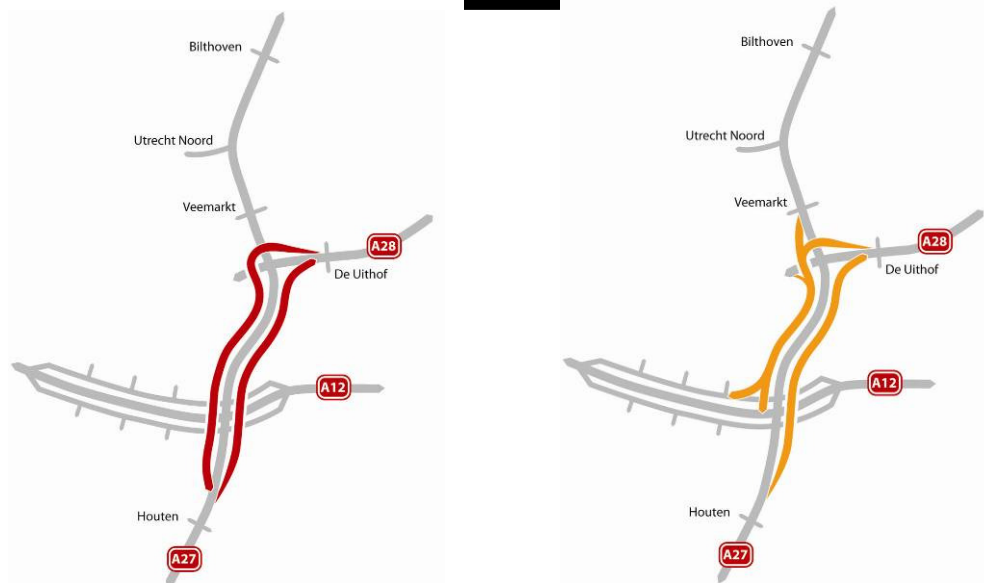 Bilthoven
Utrecht Noord
Veemarkt
A28
De Uithof
A12
Houten
A27
Bilthoven
Utrecht Noord
Veemarkt
A28
De Uithof
A12
Houten
A27